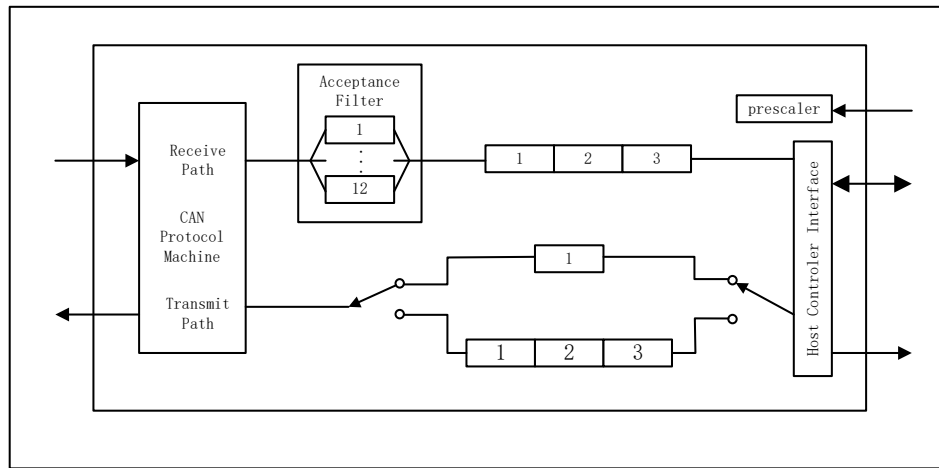 Acceptance
Filter
1
12
prescaler
Receive
Path
1 2 3
CAN
Protocol
Machine
Host Controler Interface
1
Transmit
Path
1 2 3